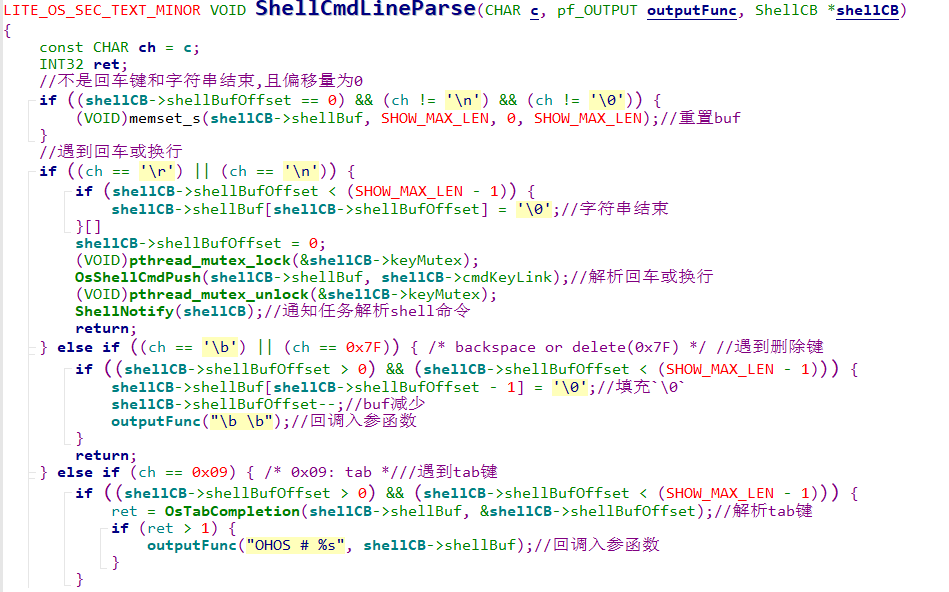 LITE_OS_SEC_TEXT_MINOR VOID ShellCmdLineParse(CHAR c, pf_OUTPUT outputFunc, ShellCB *shellCB)
{
    const CHAR ch = c;
    INT32 ret;
    //不是回车键和字符串结束,且偏移量为0
    if ((shellCB->shellBufOffset == 0) && (ch != '\n') && (ch != '\0')) {
        (VOID)memset_s(shellCB->shellBuf, SHOW_MAX_LEN, 0, SHOW_MAX_LEN);//重置buf
    }
    //遇到回车或换行
    if ((ch == '\r') || (ch == '\n')) {
        if (shellCB->shellBufOffset < (SHOW_MAX_LEN - 1)) {
            shellCB->shellBuf[shellCB->shellBufOffset] = '\0';//字符串结束
        }[]
        shellCB->shellBufOffset = 0;
        (VOID)pthread_mutex_lock(&shellCB->keyMutex);
        OsShellCmdPush(shellCB->shellBuf, shellCB->cmdKeyLink);//解析回车或换行
        (VOID)pthread_mutex_unlock(&shellCB->keyMutex);
        ShellNotify(shellCB);//通知任务解析shell命令
        return;
    } else if ((ch == '\b') || (ch == 0x7F)) { /* backspace or delete(0x7F) */ //遇到删除键
        if ((shellCB->shellBufOffset > 0) && (shellCB->shellBufOffset < (SHOW_MAX_LEN - 1))) {
            shellCB->shellBuf[shellCB->shellBufOffset - 1] = '\0';//填充`\0`
            shellCB->shellBufOffset--;//buf减少
            outputFunc("\b \b");//回调入参函数
        }
        return;
    } else if (ch == 0x09) { /* 0x09: tab *///遇到tab键
        if ((shellCB->shellBufOffset > 0) && (shellCB->shellBufOffset < (SHOW_MAX_LEN - 1))) {
            ret = OsTabCompletion(shellCB->shellBuf, &shellCB->shellBufOffset);//解析tab键
            if (ret > 1) {
                outputFunc("OHOS # %s", shellCB->shellBuf);//回调入参函数
            }
        }